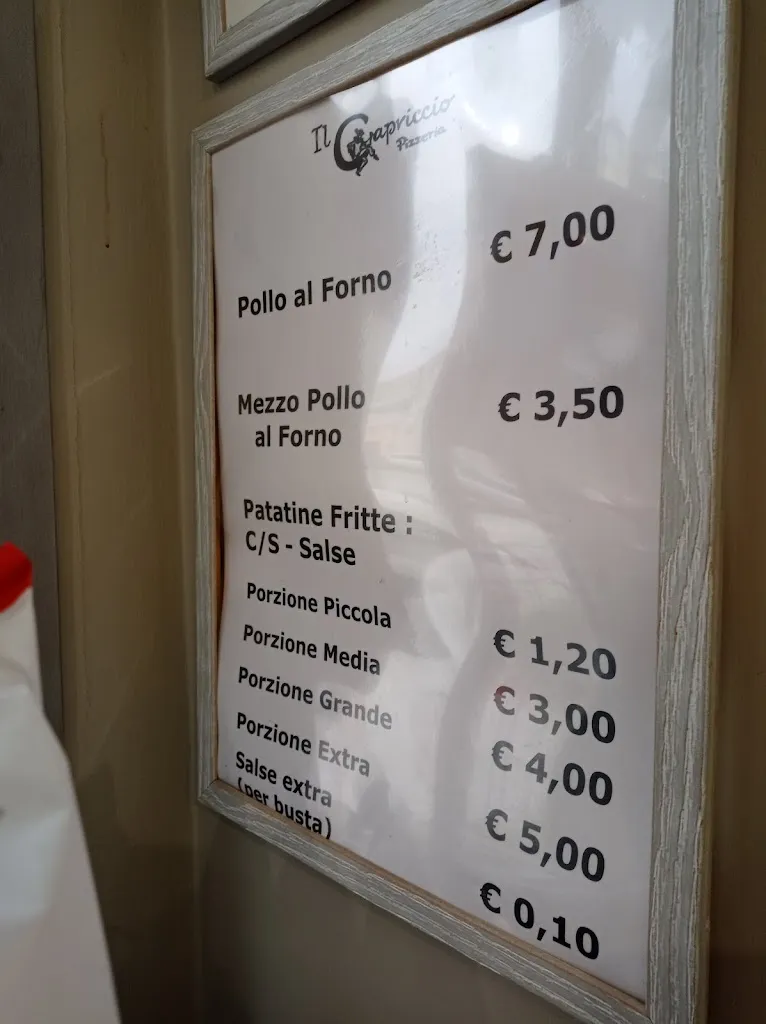 Il Capriccio
Pizzeria
Pollo al Forno € 7,00
Mezzo Pollo
al Forno € 3,50
Patatine Fritte :
C/S - Salse
Porzione Piccola € 1,20
Porzione Media € 3,00
Porzione Grande € 4,00
Porzione Extra € 5,00
Salse extra € 0,10
(per busta)